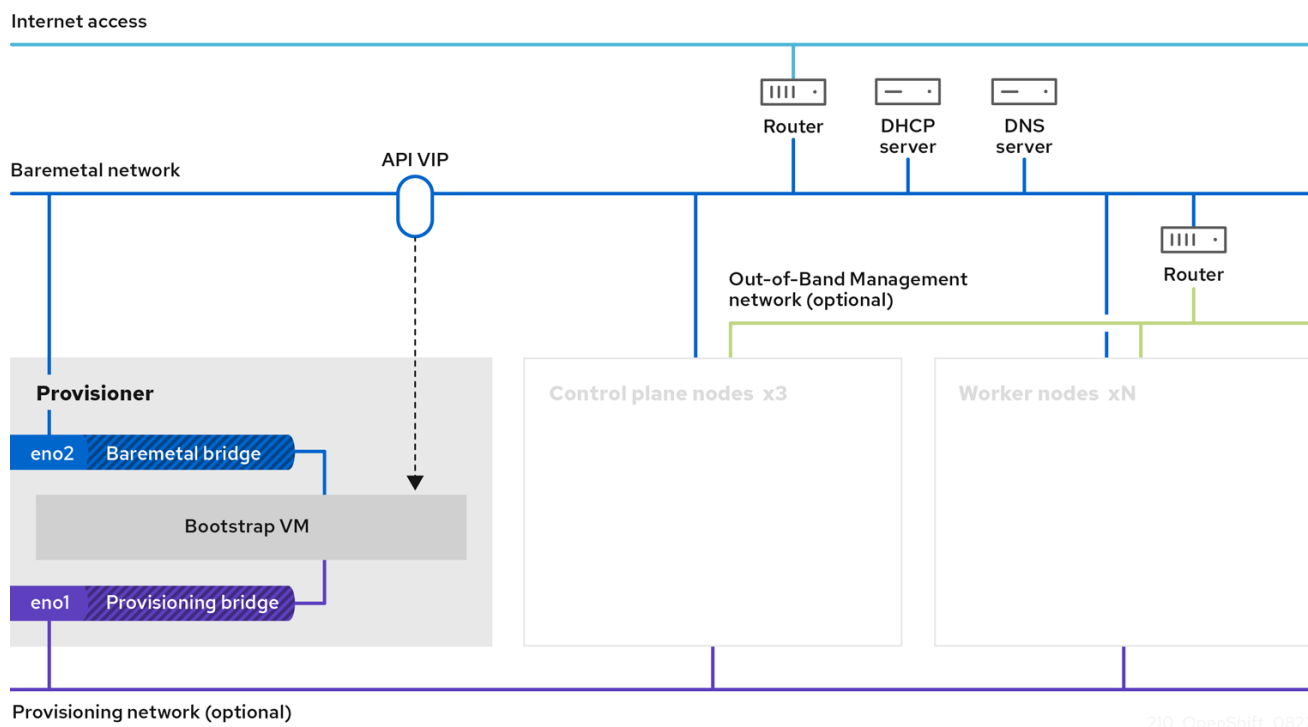 Internet access
Router
DHCP
server
DNS
server
Baremetal network
API VIP
Router
Out-of-Band Management
network (optional)
Provisioner
Control plane nodes x3
Worker nodes xN
eno2
Baremetal bridge
Bootstrap VM
eno1
Provisioning bridge
Provisioning network (optional)
210_OpenShift_082